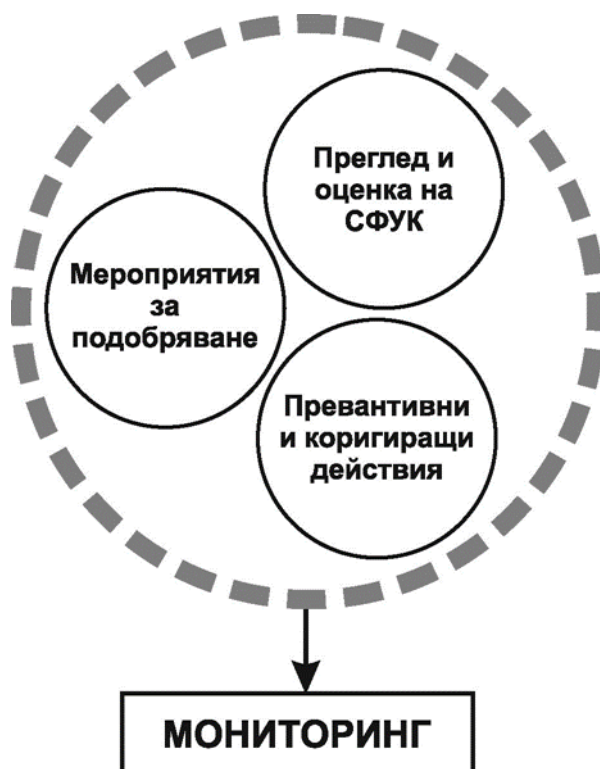 Преглед и
оценка на
СФУК
Мероприятия
за
подобряване
Превантивни
и коригиращи
действия
МОНИТОРИНГ